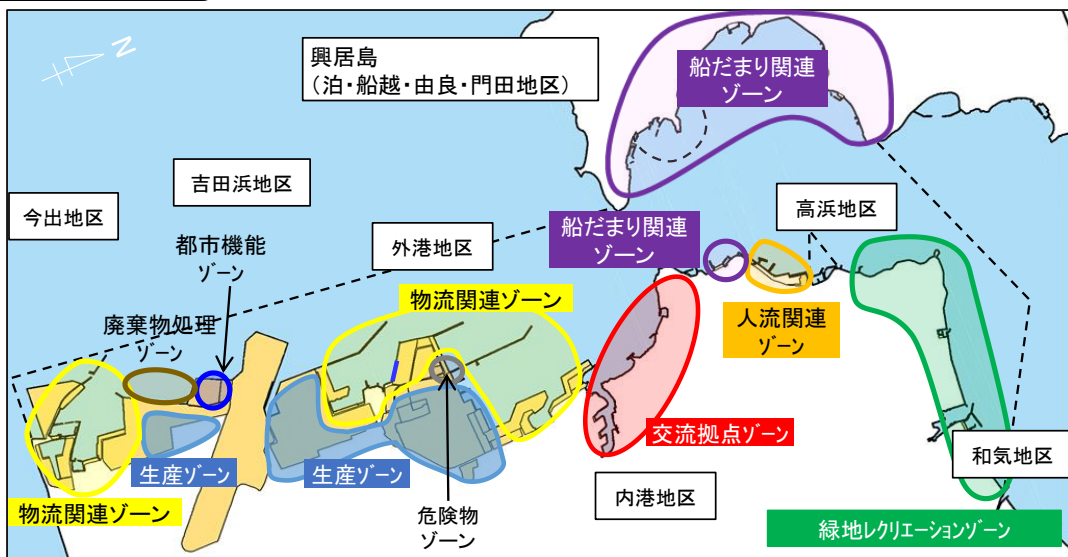 N
興居島
(泊・船越・由良・門田地区)
船だまり関連
ゾーン
吉田浜地区
今出地区
高浜地区
都市機能
ゾーン
外港地区
船だまり関連
ゾーン
物流関連ゾーン
廃棄物処理
ゾーン
人流関連
ゾーン
交流拠点ゾーン
和気地区
生産ゾーン
生産ゾーン
内港地区
物流関連ゾーン
危険物
ゾーン
緑地レクリエーションゾーン